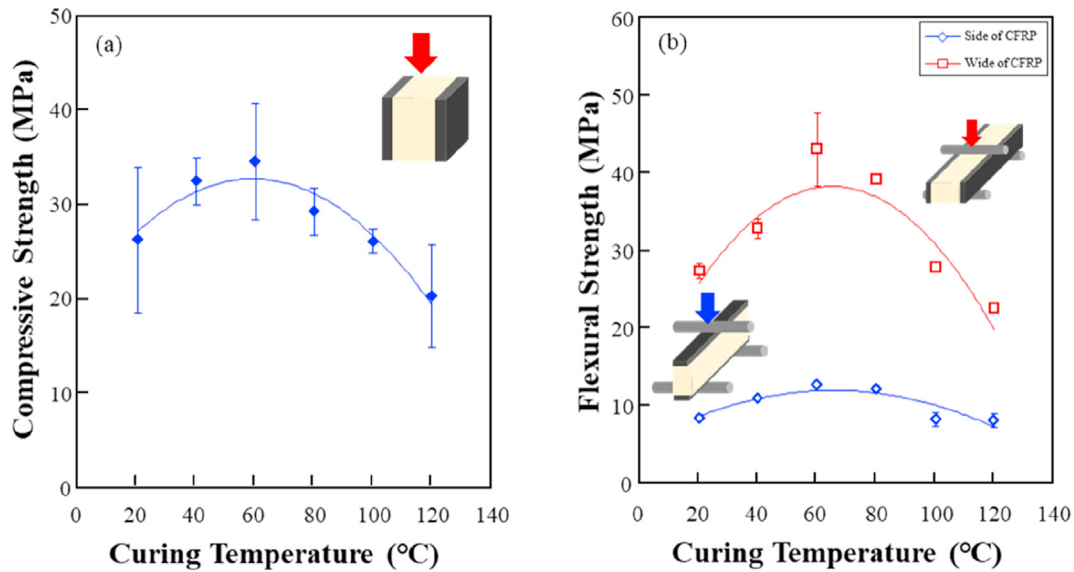 (a)
Compressive Strength (MPa)
50
40
30
20
10
0
0 20 40 60 80 100 120 140
Curing Temperature (°C)
(b)
Side of CFRP
Wide of CFRP
Flexural Strength (MPa)
60
50
40
30
20
10
0
0 20 40 60 80 100 120 140
Curing Temperature (°C)